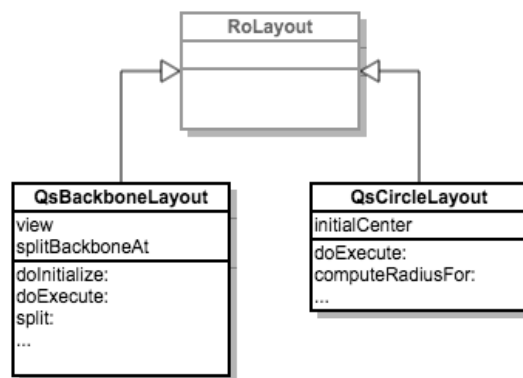 RoLayout
QsBackboneLayout
view
splitBackboneAt
doInitialize:
doExecute:
split:
...
QsCircleLayout
initialCenter
doExecute:
computeRadiusFor:
...